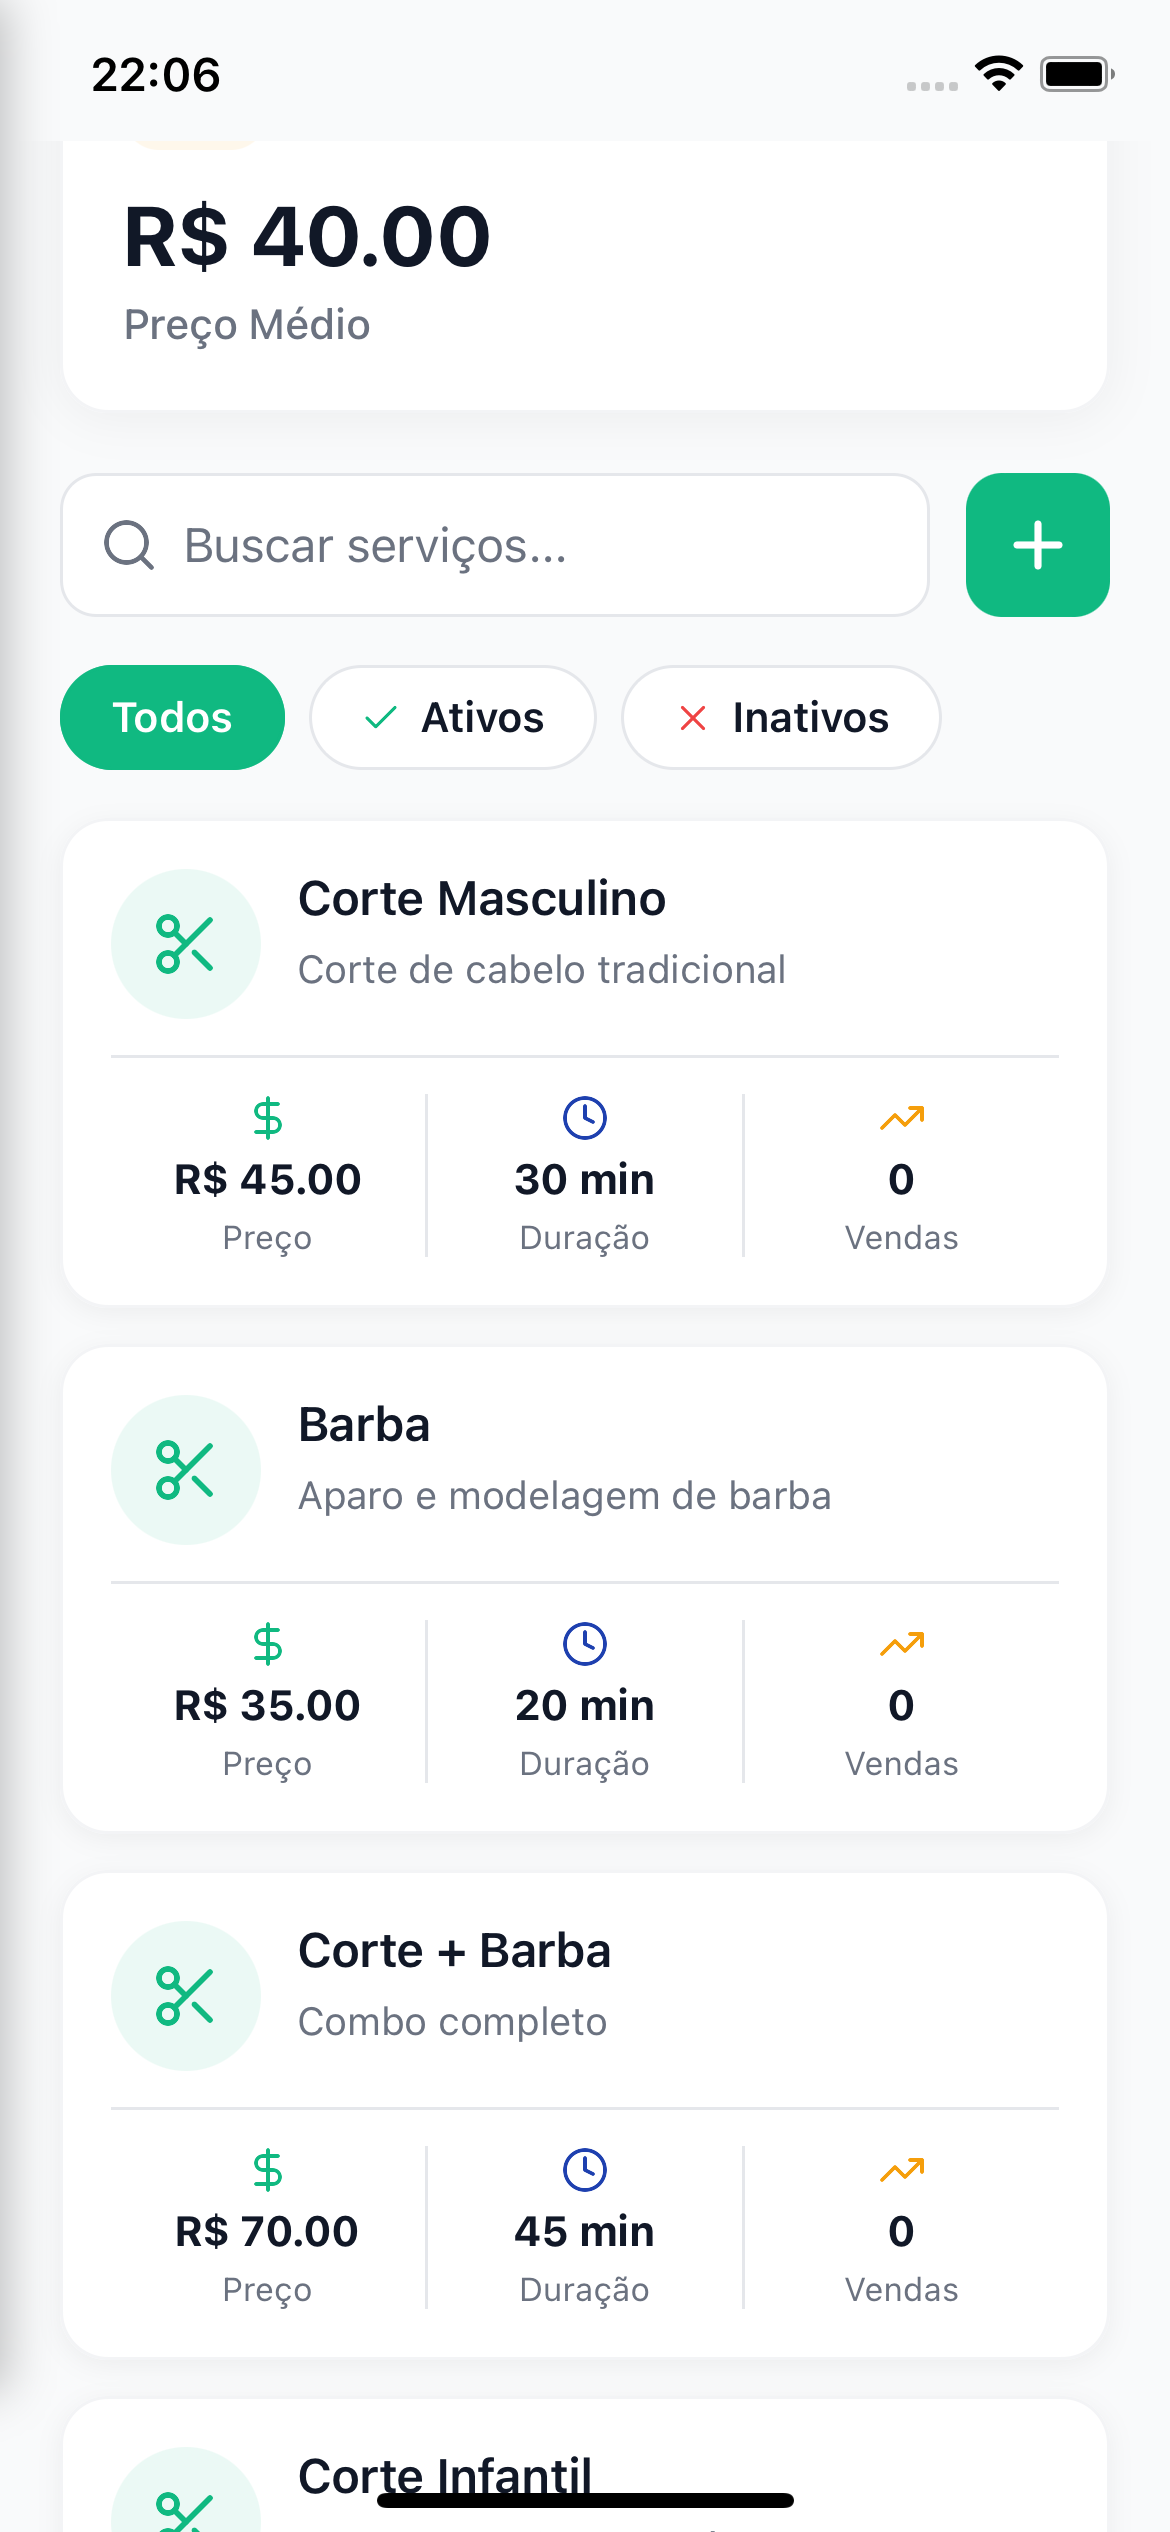 22:06
R$ 40.00
Preço Médio
Buscar serviços...
Todos
Ativos
Inativos
Corte Masculino
Corte de cabelo tradicional
R$ 45.00
30 min
0
Preço
Duração
Vendas
Barba
Aparo e modelagem de barba
R$ 35.00
20 min
0
Preço
Duração
Vendas
Corte + Barba
Combo completo
R$ 70.00
45 min
0
Preço
Duração
Vendas
Corte Infantil